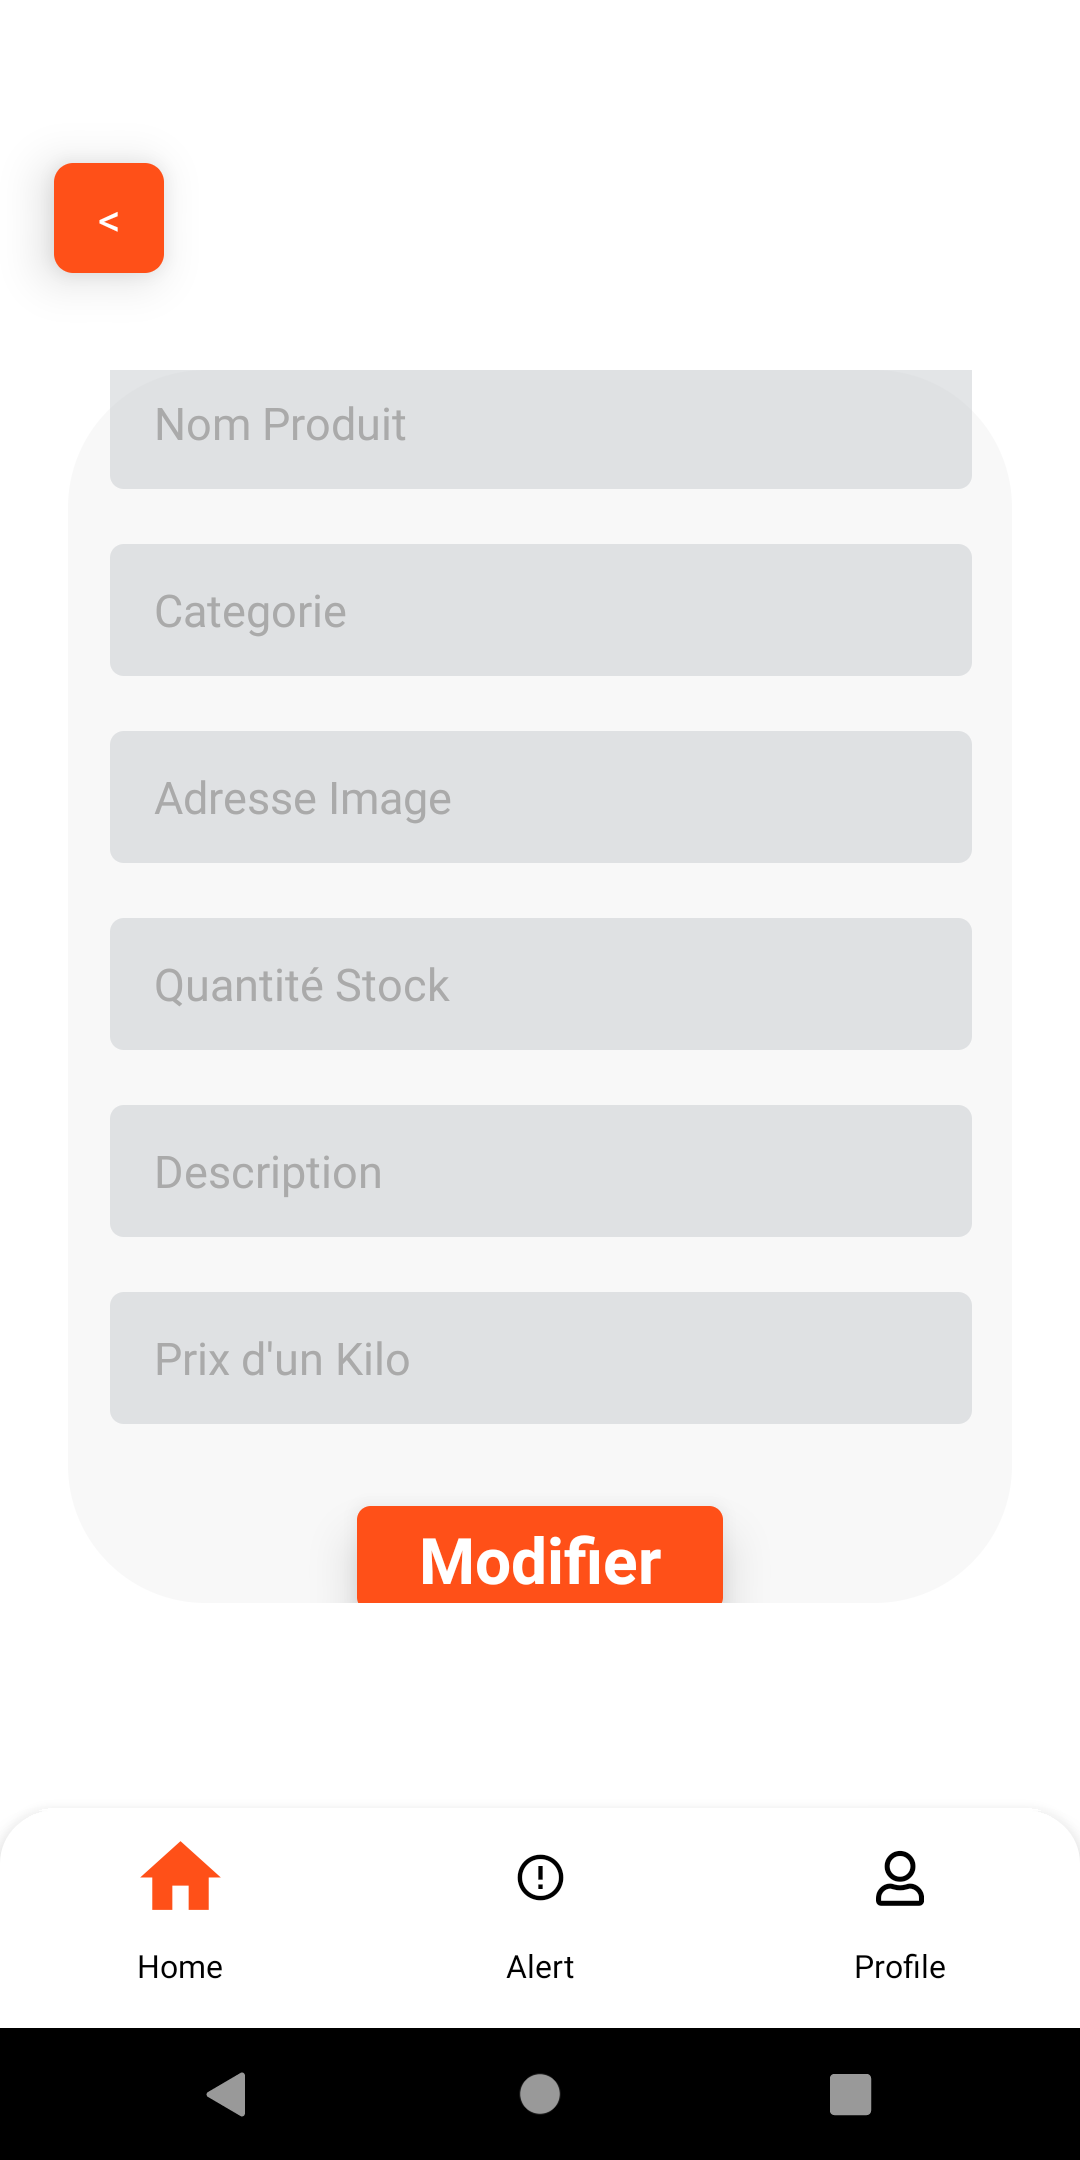 <
Nom Produit
Categorie
Adresse Image
Quantité Stock
Description
Prix d'un Kilo
Modifier
Home
Alert
Profile